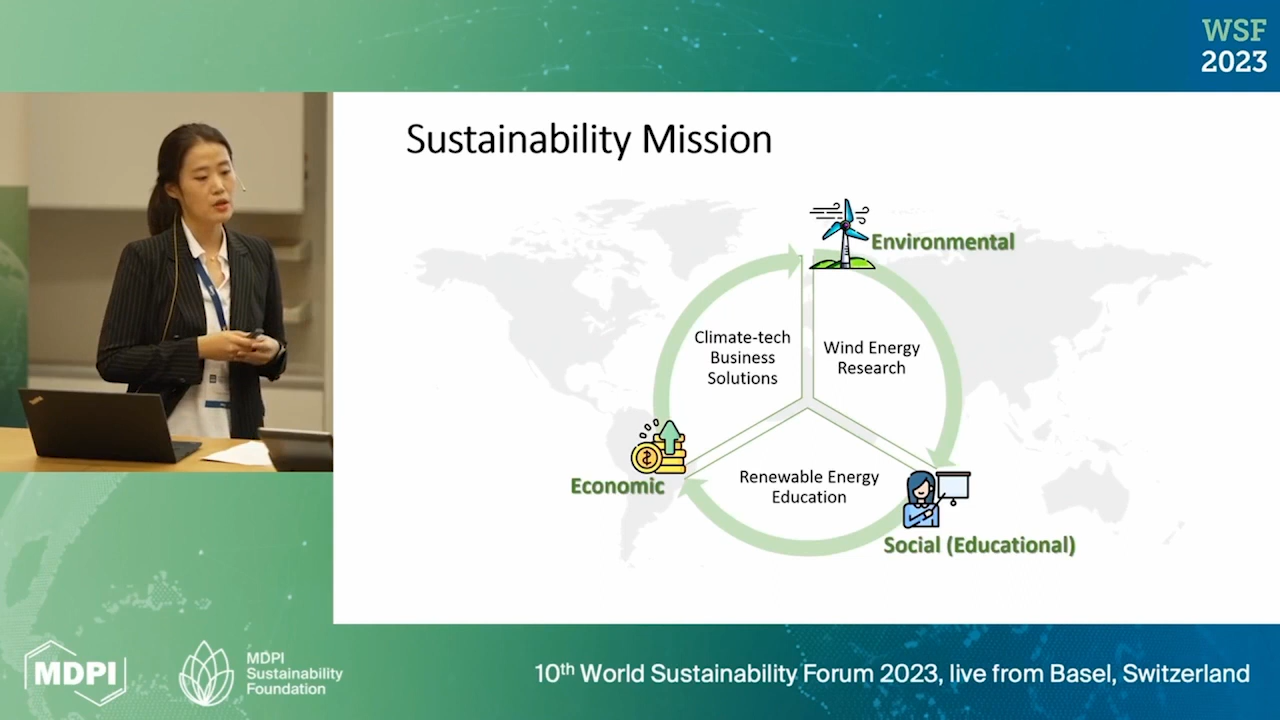 WSF
2023
Sustainability Mission
Environmental
Climate-tech
Business
Solutions
Wind Energy
Research
Economic
Renewable Energy
Education
Social (Educational)
MDPI
MDPI
Sustainability
Foundation
10th World Sustainability Forum 2023, live from Basel, Switzerland